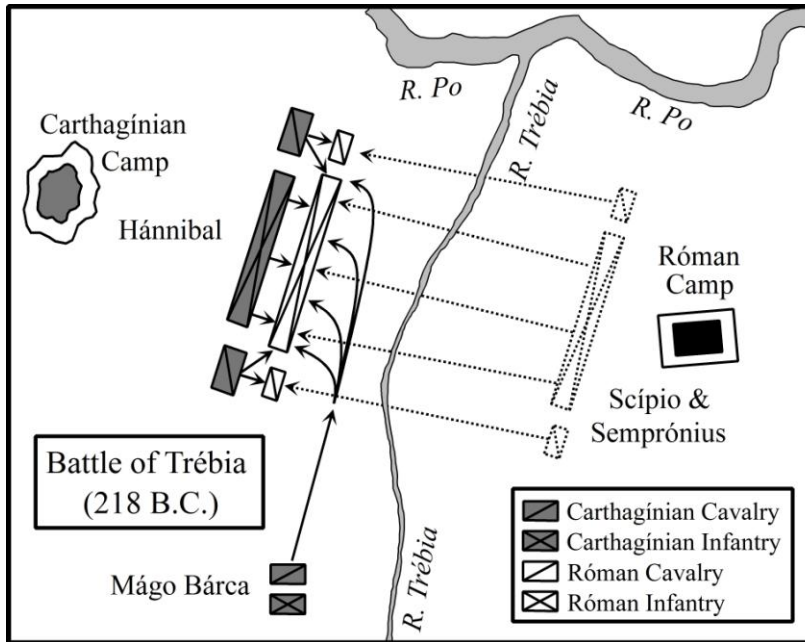 R. Po
R. Po
R. Trébia
Carthagínian
Camp
Hánnibal
Róman
Camp
Scípio &
Semprónius
Battle of Trébia
(218 B.C.)
Mágo Bárca
R. Trébia
Carthagínian Cavalry
Carthagínian Infantry
Róman Cavalry
Róman Infantry